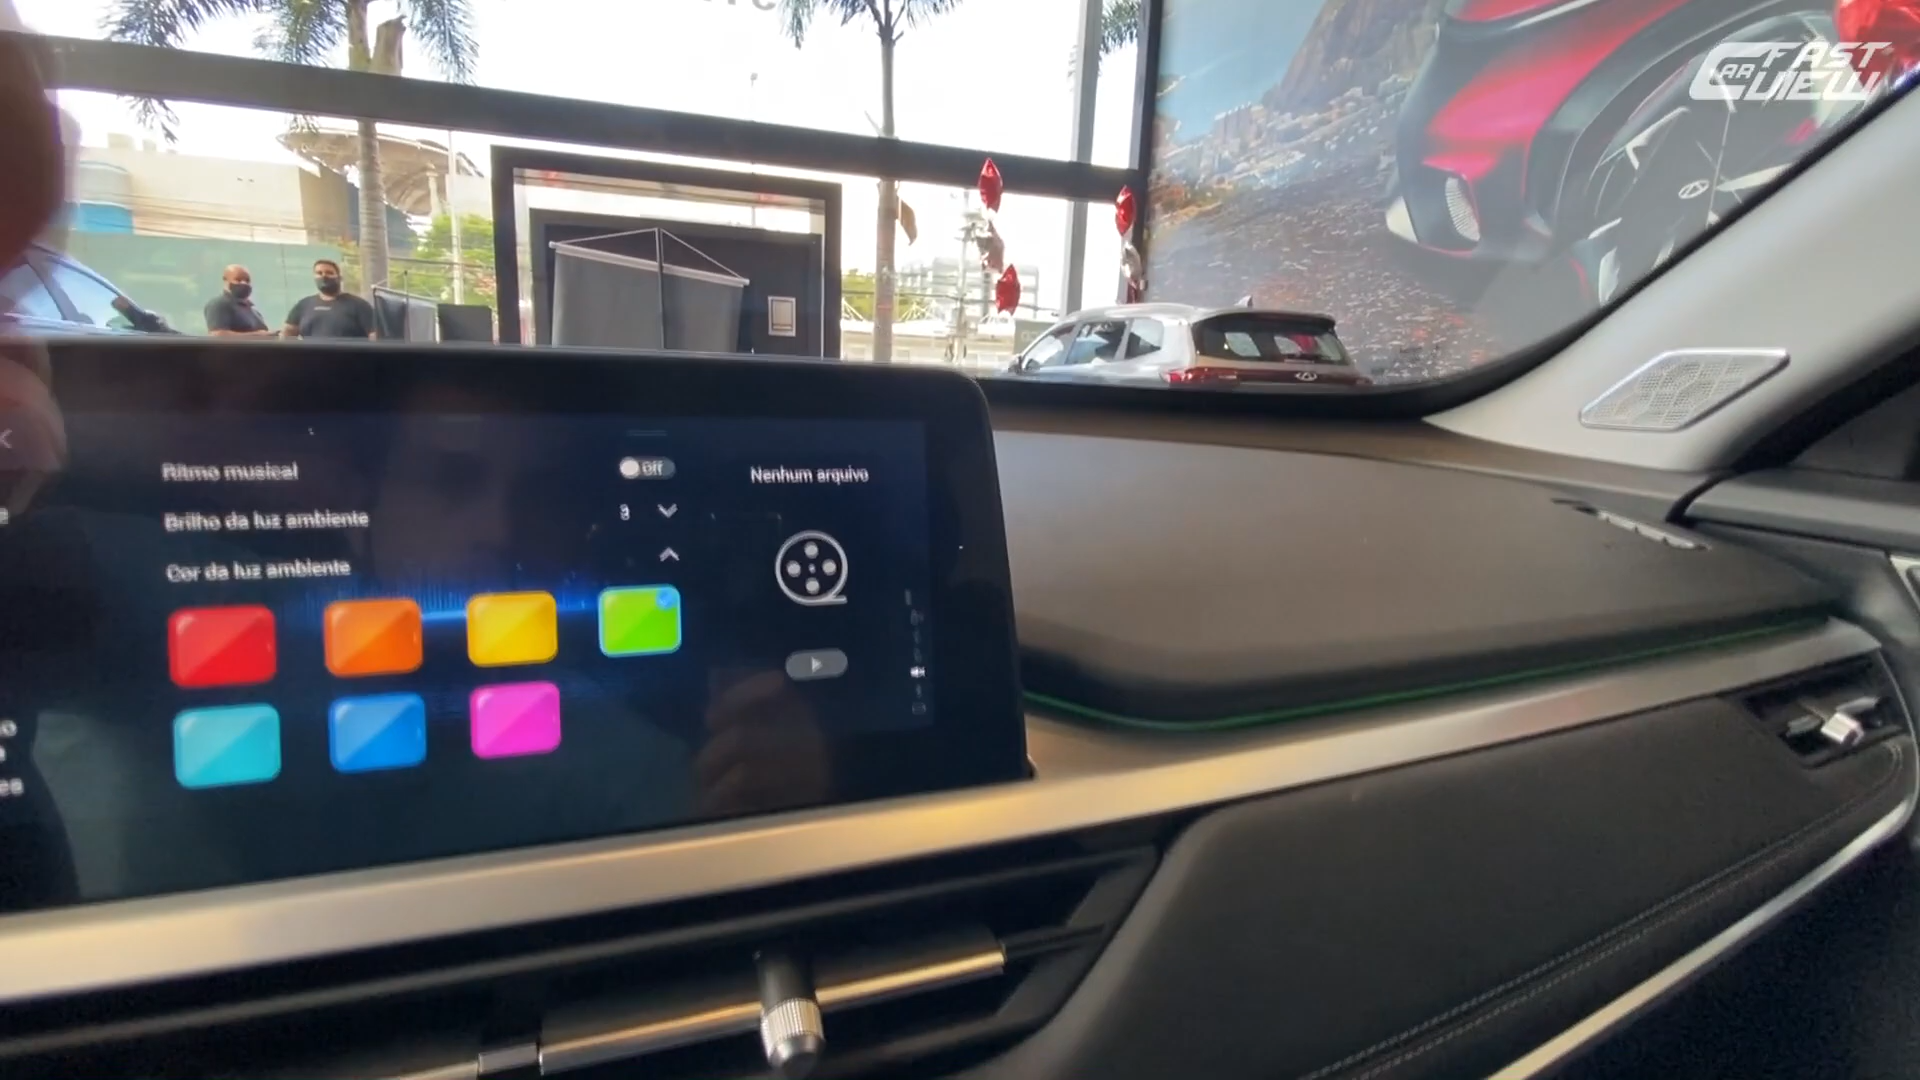 FAST
CAR VIEW
Ritmo musical
Off
Nenhum arquivo
Brilho da luz ambiente
3
Cor da luz ambiente